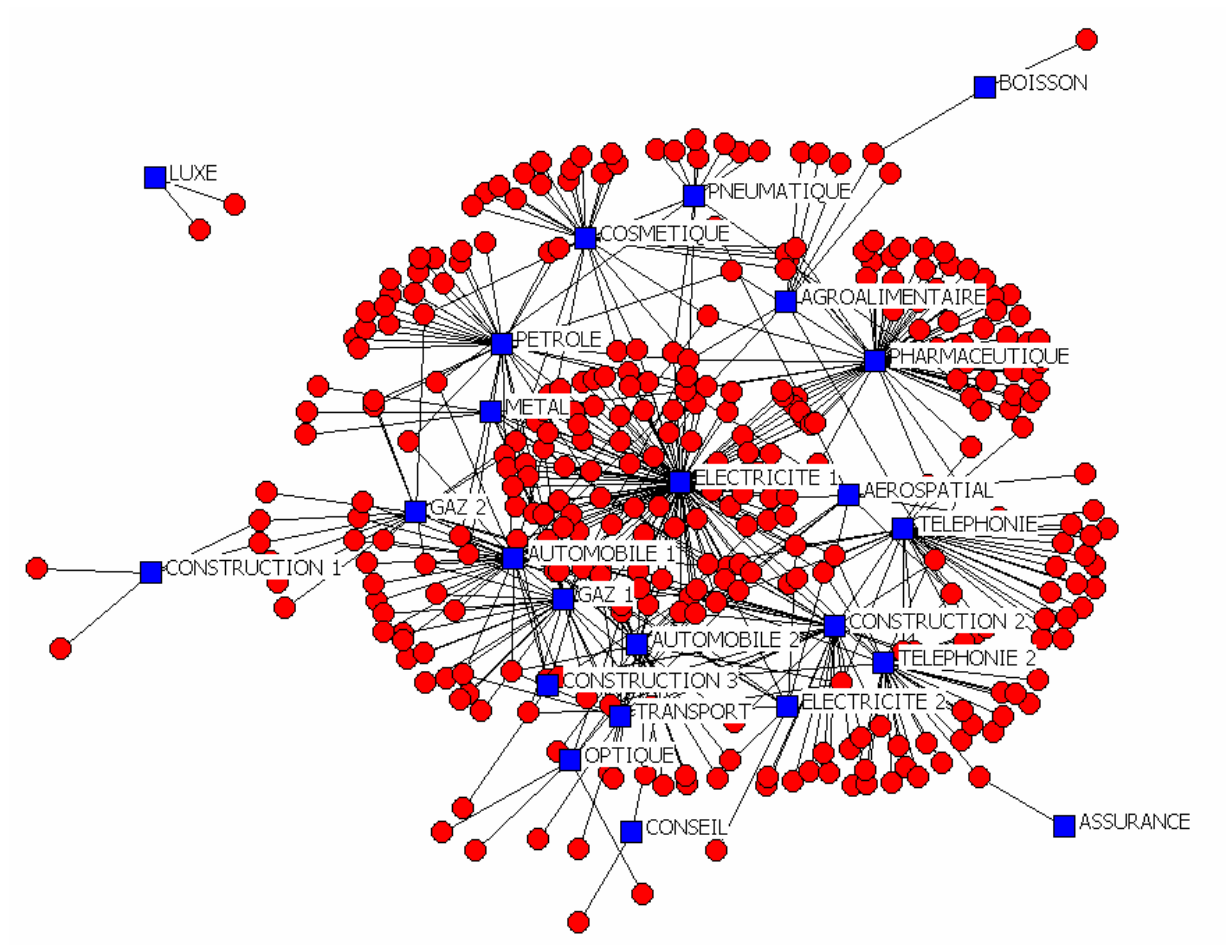 BOISSON
LUXE
PNEUMATIQUE
COSMETIQUE
AGROALIMENTAIRE
PETROLE
PHARMACEUTIQUE
METAL
ELECTRICITE 1
AEROSPATIAL
GAZ 2
TELEPHONIE
AUTOMOBILE 1
CONSTRUCTION 1
GAZ 1
CONSTRUCTION 2
AUTOMOBILE 2
TELEPHONIE 2
CONSTRUCTION 3
ELECTRICITE 2
TRANSPORT
OPTIQUE
ASSURANCE
CONSEIL